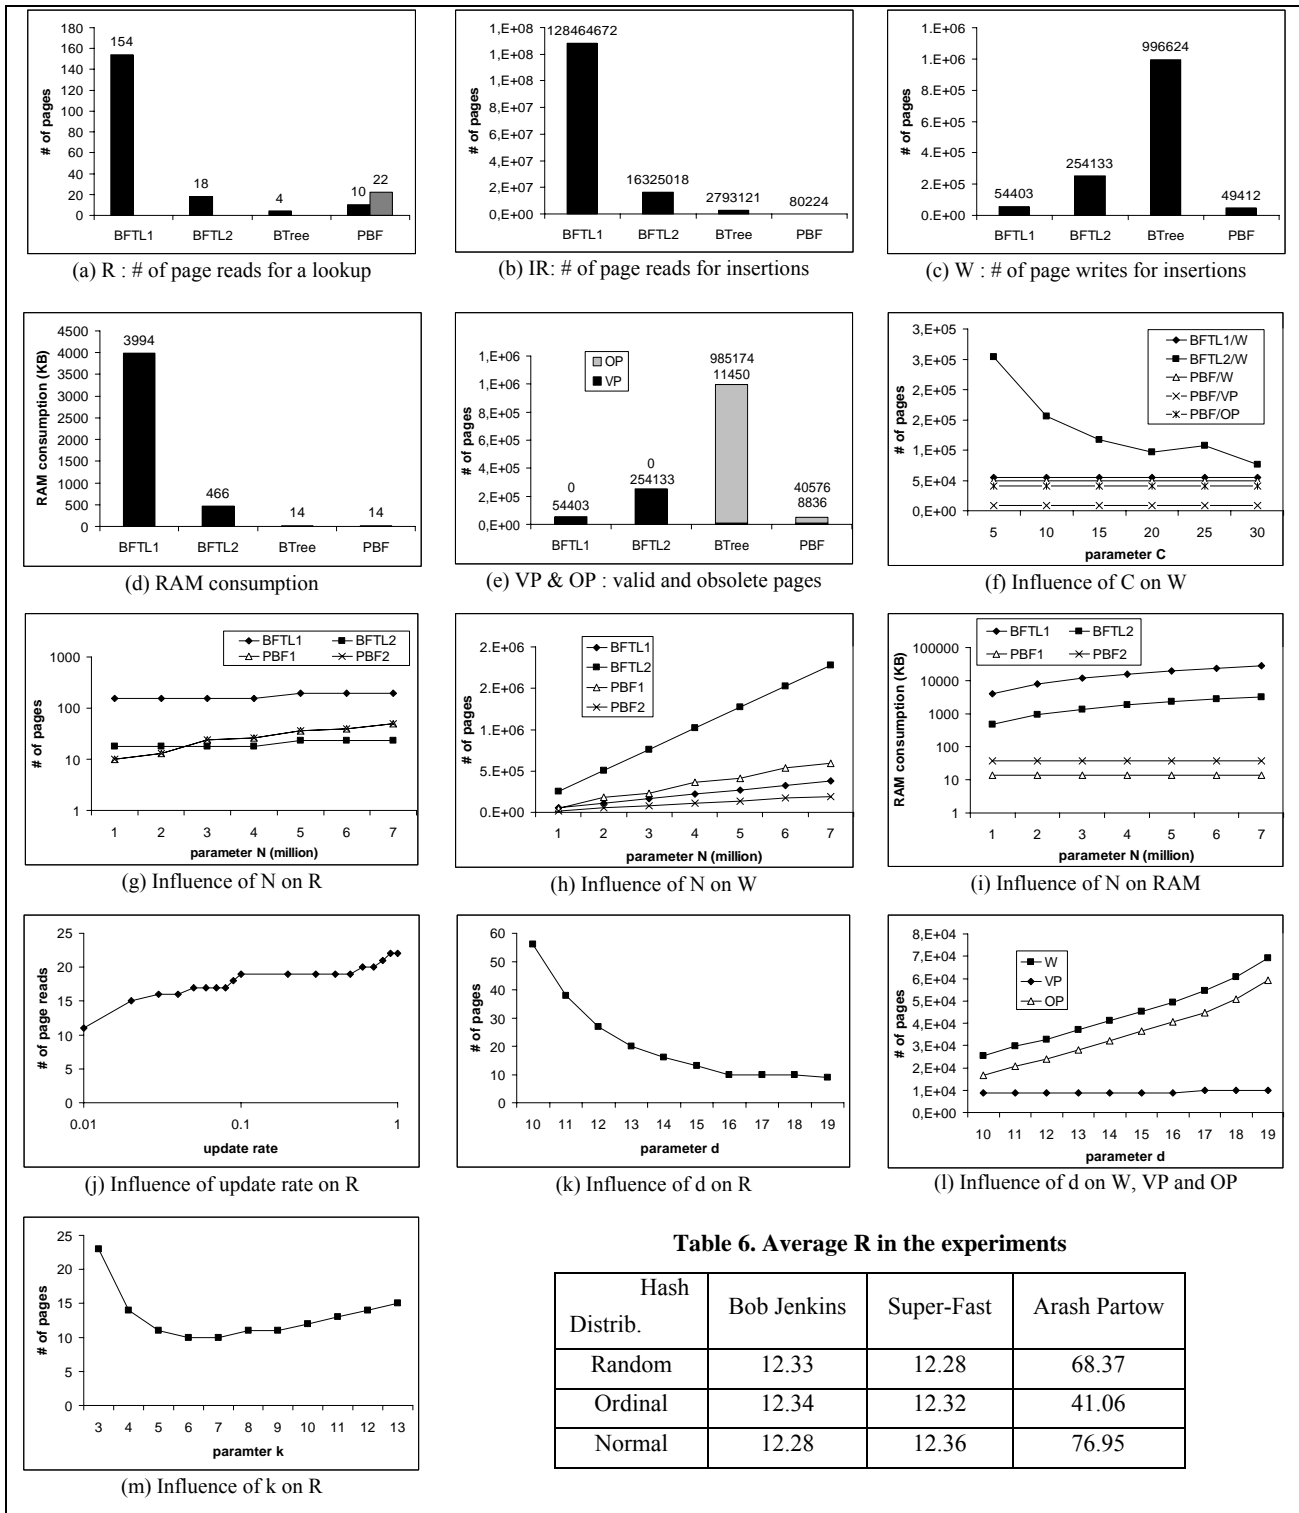 180
160
140
120
100
80
60
40
20
0
# of pages
154
18
4
10
22
BFTL1 BFTL2 BTree PBF
(a) R : # of page reads for a lookup
1,E+08
1,E+08
1,E+08
8,E+07
6,E+07
4,E+07
2,E+07
0,E+00
# of pages
128464672
16325018
2793121
80224
BFTL1 BFTL2 BTree PBF
(b) IR: # of page reads for insertions
1.E+06
1.E+06
8.E+05
6.E+05
4.E+05
2.E+05
0.E+00
# of pages
54403
254133
996624
49412
BFTL1 BFTL2 BTree PBF
(c) W : # of page writes for insertions
4500
4000
3500
3000
2500
2000
1500
1000
500
0
RAM consumption (KB)
3994
466
14
14
BFTL1 BFTL2 BTree PBF
(d) RAM consumption
1,E+06
1,E+06
8,E+05
6,E+05
4,E+05
2,E+05
0,E+00
# of pages
OP
VP
0
54403
0
254133
985174
11450
40576
8836
BFTL1 BFTL2 BTree PBF
(e) VP & OP : valid and obsolete pages
3,E+05
3,E+05
2,E+05
2,E+05
1,E+05
5,E+04
0,E+00
# of pages
BFTL1/W
BFTL2/W
PBF/W
PBF/VP
PBF/OP
5 10 15 20 25 30
parameter C
(f) Influence of C on W
BFTL1 BFTL2
PBF1 PBF2
1000
100
10
1
# of pages
1 2 3 4 5 6 7
parameter N (million)
(g) Influence of N on R
2.E+06
2.E+06
1.E+06
5.E+05
0.E+00
# of pages
BFTL1
BFTL2
PBF1
PBF2
1 2 3 4 5 6 7
parameter N (million)
(h) Influence of N on W
BFTL1 BFTL2
PBF1 PBF2
100000
10000
1000
100
10
1
RAM consumption (KB)
1 2 3 4 5 6 7
parameter N (million)
(i) Influence of N on RAM
25
20
15
10
5
0
# of page reads
0.01 0.1 1
update rate
(j) Influence of update rate on R
60
50
40
30
20
10
0
# of pages
10 11 12 13 14 15 16 17 18 19
parameter d
(k) Influence of d on R
8,E+04
7,E+04
6,E+04
5,E+04
4,E+04
3,E+04
2,E+04
1,E+04
0,E+00
# of pages
W
VP
OP
10 11 12 13 14 15 16 17 18 19
parameter d
(l) Influence of d on W, VP and OP
25
20
15
10
5
0
# of pages
3 4 5 6 7 8 9 10 11 12 13
paramter k
(m) Influence of k on R
Table 6. Average R in the experiments
Hash
Distrib.
Bob Jenkins Super-Fast Arash Partow
Random 12.33 12.28 68.37
Ordinal 12.34 12.32 41.06
Normal 12.28 12.36 76.95